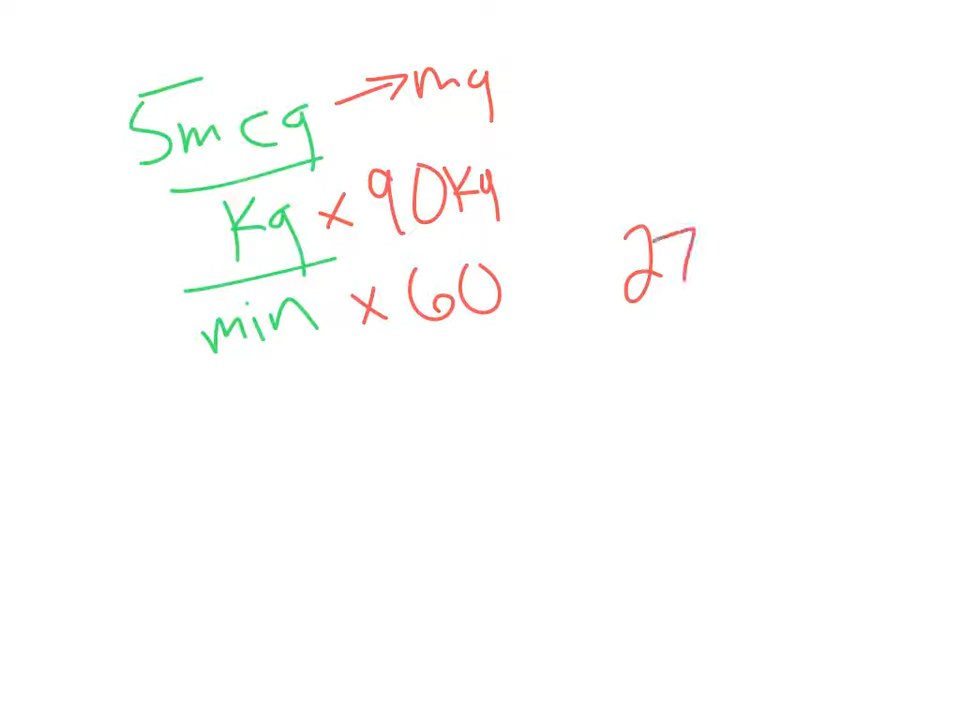 5mcg → mg
kg × 90kg
min × 60
27